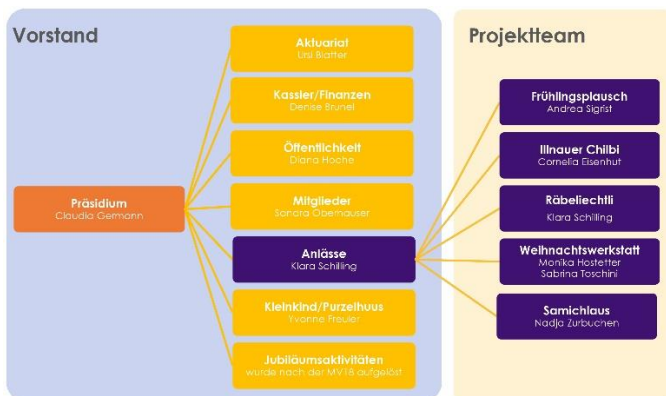 Vorstand
Projektteam
Präsidium
Claudia Germann
Aktuariat
Ursi Blatter
Kassier/Finanzen
Denise Brunel
Öffentlichkeit
Diana Hoche
Mitglieder
Sandra Obernauser
Anlässe
Klara Schilling
Kleinkind/Purzelhuus
Yvonne Freuler
Jubiläumsaktivitäten
wurde nach der MV18 aufgelöst
Frühlingsplausch
Andrea Sigrist
Illnauer Chilbi
Cornelia Eisenhut
Räbeliechtli
Klara Schilling
Weihnachtswerkstatt
Monika Hostetter
Sabrina Toschini
Samichlaus
Nadja Zurbuchen